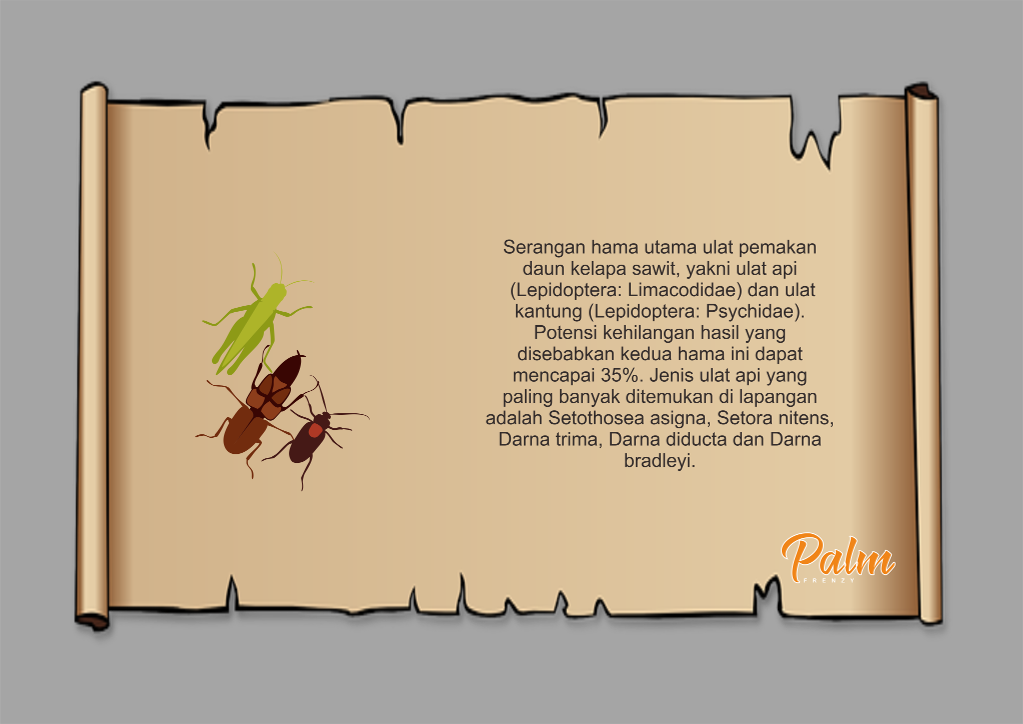 Serangan hama utama ulat pemakan
daun kelapa sawit, yakni ulat api
(Lepidoptera: Limacodidae) dan ulat
kantung (Lepidoptera: Psychidae).
Potensi kehilangan hasil yang
disebabkan kedua hama ini dapat
mencapai 35%. Jenis ulat api yang
paling banyak ditemukan di lapangan
adalah Setothosea asigna, Setora nitens,
Darna trima, Darna diducta dan Darna
bradleyi.
Palm
FRENZY